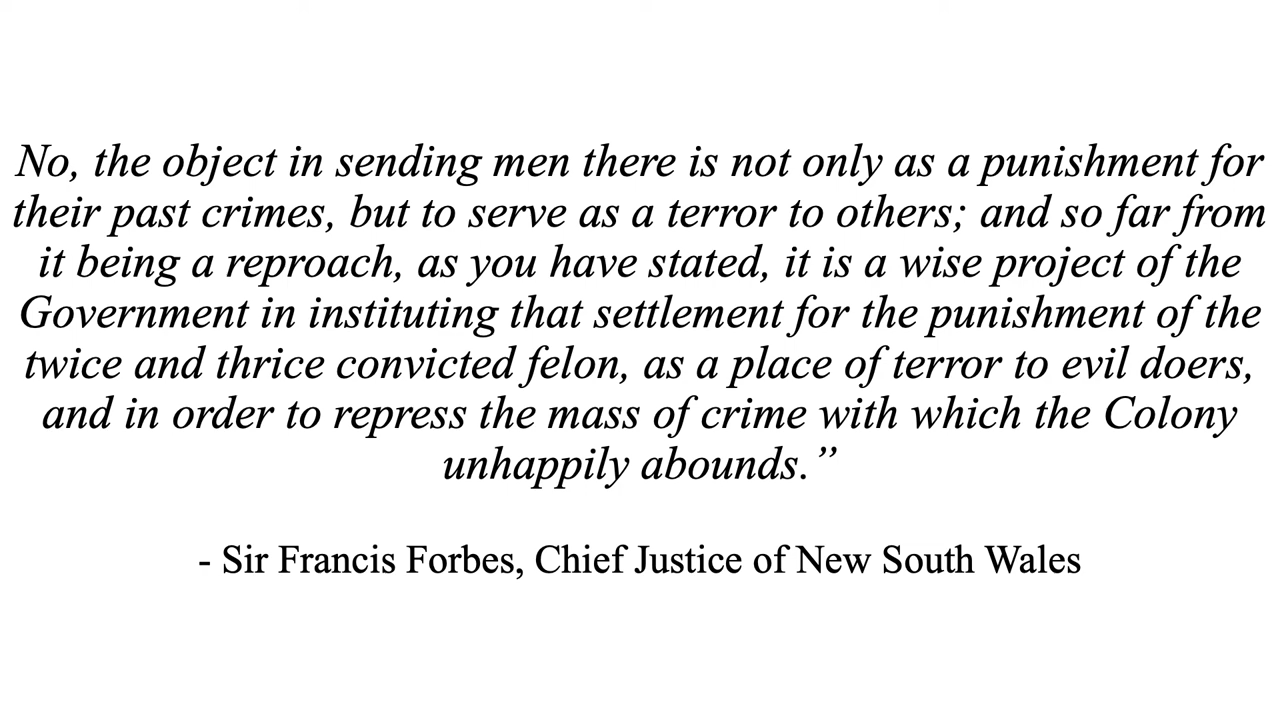 No, the object in sending men there is not only as a punishment for
their past crimes, but to serve as a terror to others; and so far from
it being a reproach, as you have stated, it is a wise project of the
Government in instituting that settlement for the punishment of the
twice and thrice convicted felon, as a place of terror to evil doers,
and in order to repress the mass of crime with which the Colony
unhappily abounds.”
- Sir Francis Forbes, Chief Justice of New South Wales